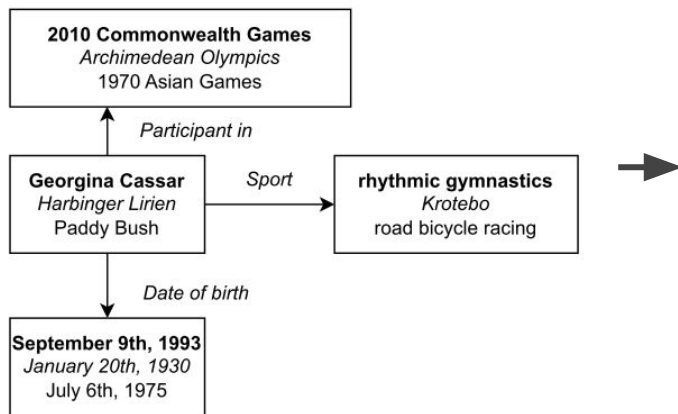 2010 Commonwealth Games
Archimedean Olympics
1970 Asian Games
Participant in
Georgina Cassar
Harbinger Lirien
Paddy Bush
Sport
rhythmic gymnastics
Krotebo
road bicycle racing
Date of birth
September 9th, 1993
January 20th, 1930
July 6th, 1975